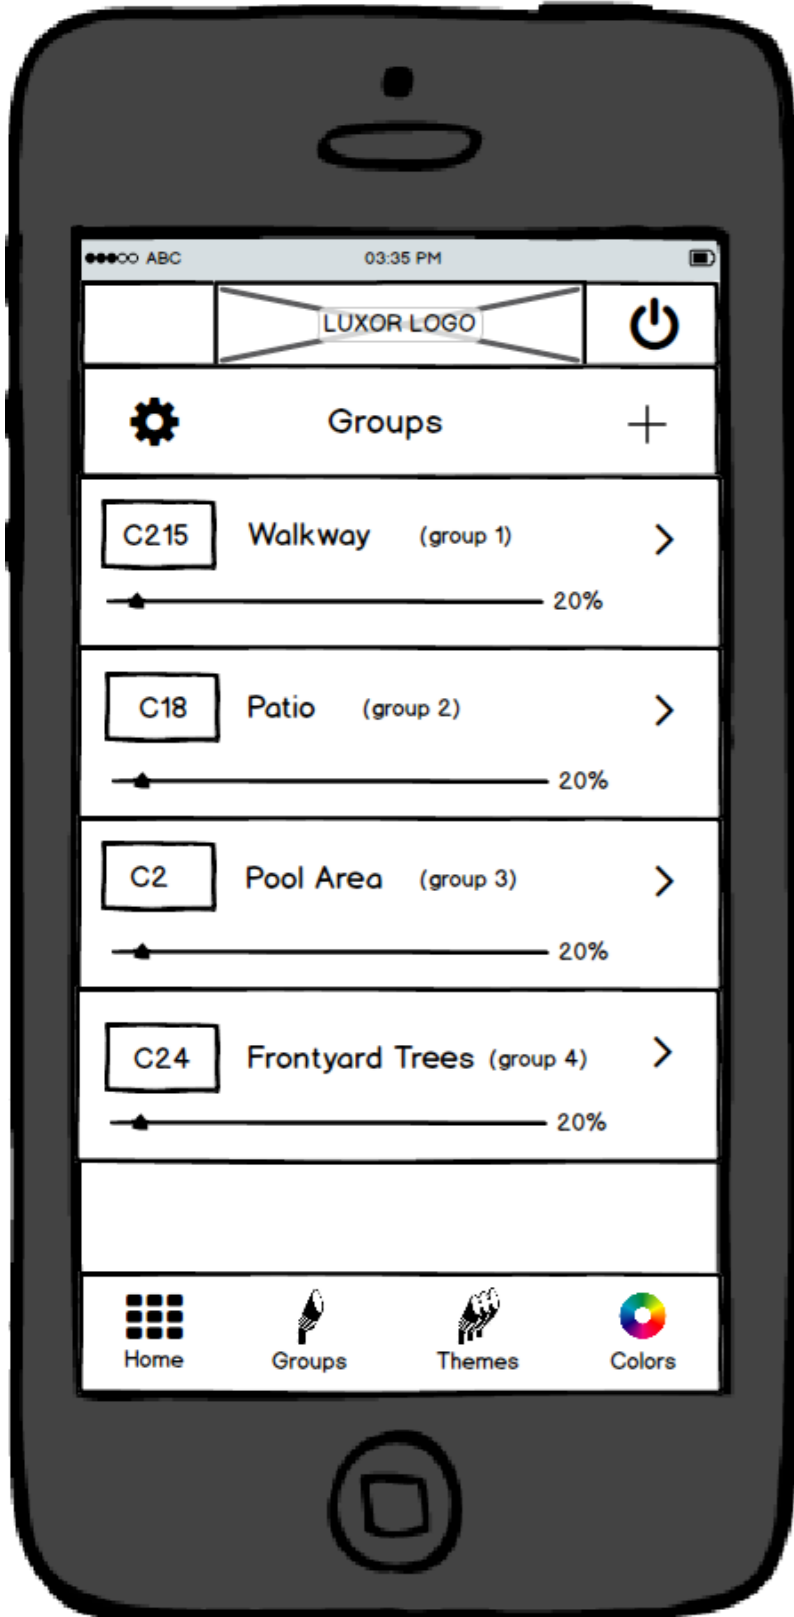 ABC 03:35 PM
LUXOR LOGO
Groups
C215 Walkway (group 1)
20%
C18 Patio (group 2)
20%
C2 Pool Area (group 3)
20%
C24 Frontyard Trees (group 4)
20%
Home Groups Themes Colors